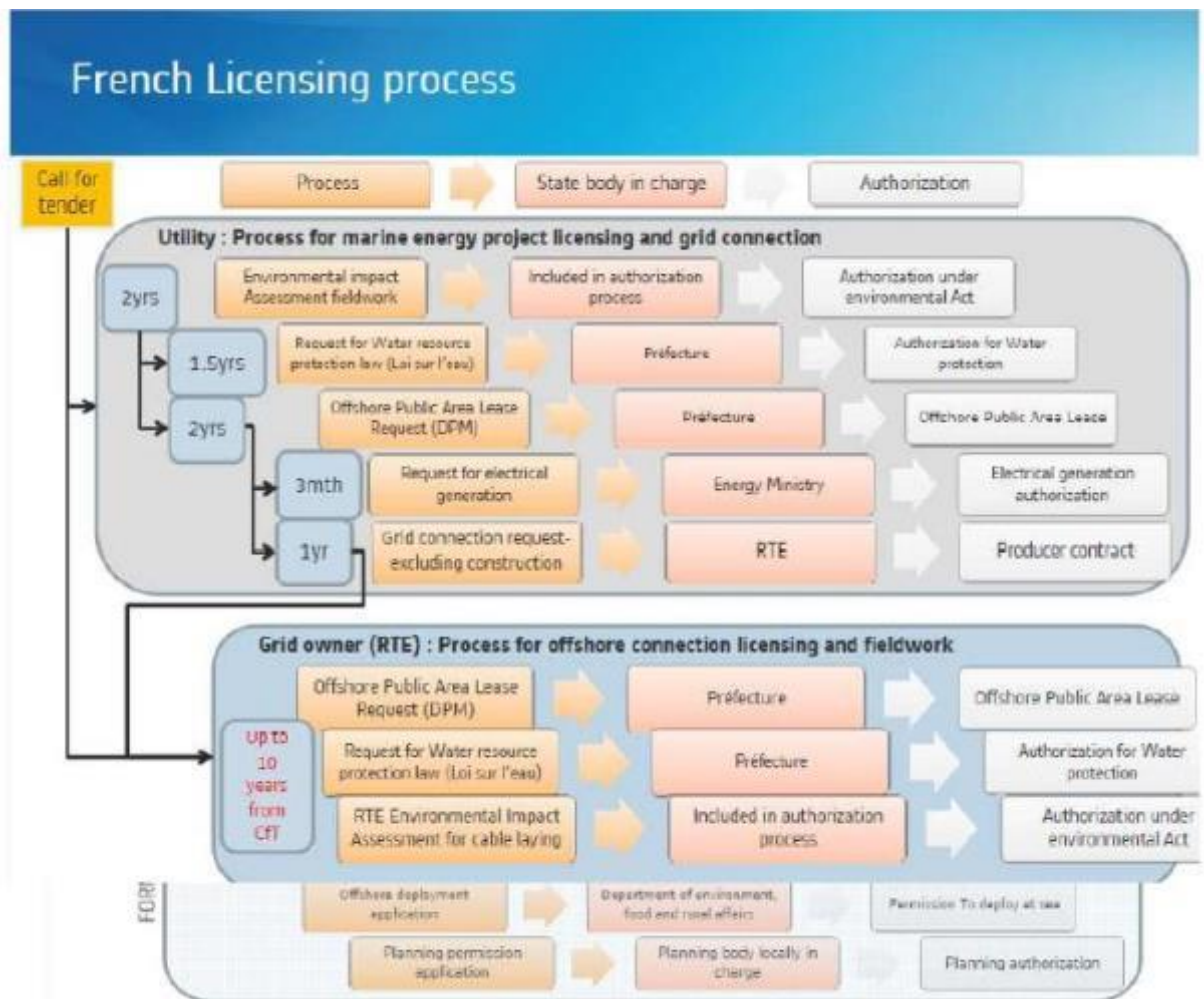 French Licensing process
Call for
tender
Process
State body in charge
Authorization
Utility : Process for marine energy project licensing and grid connection
2yrs
Environmental impact
Assessment fieldwork
Included in authorization
process
Authorization under
environmental Act
1.5yrs
Request for Water resource
protection law (Loi sur l'eau)
Préfecture
Authorization for Water
protection
2yrs
Offshore Public Area Lease
Request (DPM)
Préfecture
Offshore Public Area Lease
3mth
Request for electrical
generation
Energy Ministry
Electrical generation
authorization
1yr
Grid connection request-
excluding construction
RTE
Producer contract
Grid owner (RTE) : Process for offshore connection licensing and fieldwork
Up to
10
years
from
CfT
Offshore Public Area Lease
Request (DPM)
Préfecture
Offshore Public Area Lease
Request for Water resource
protection law (Loi sur l'eau)
Préfecture
Authorization for Water
protection
RTE Environmental Impact
Assessment for cable laying
Included in authorization
process
Authorization under
environmental Act
Offshore deployment
application
Department of environment,
food and rural affairs
Permission To deploy at sea
Planning permission
application
Planning body locally in
charge
Planning authorization